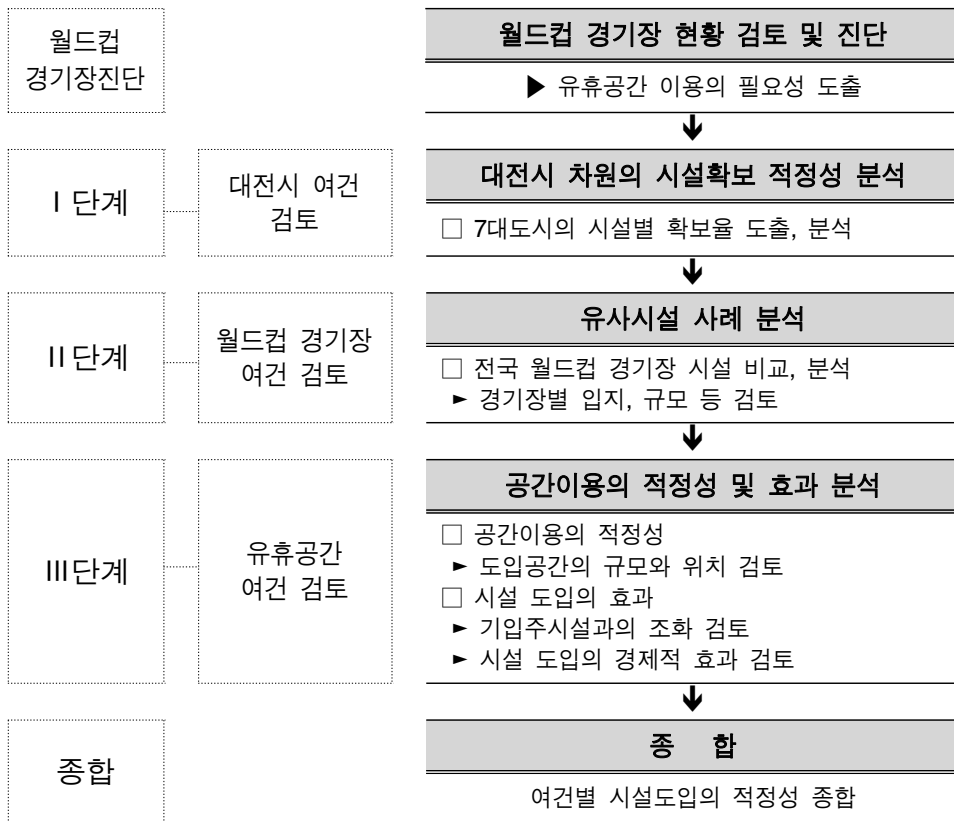 월드컵
경기장진단
월드컵 경기장 현황 검토 및 진단
▶ 유휴공간 이용의 필요성 도출
Ⅰ단계
대전시 여건
검토
대전시 차원의 시설확보 적정성 분석
□ 7대도시의 시설별 확보율 도출, 분석
Ⅱ단계
월드컵 경기장
여건 검토
유사시설 사례 분석
□ 전국 월드컵 경기장 시설 비교, 분석
► 경기장별 입지, 규모 등 검토
Ⅲ단계
유휴공간
여건 검토
공간이용의 적정성 및 효과 분석
□ 공간이용의 적정성
► 도입공간의 규모와 위치 검토
□ 시설 도입의 효과
► 기입주시설과의 조화 검토
► 시설 도입의 경제적 효과 검토
종합
종 합
여건별 시설도입의 적정성 종합